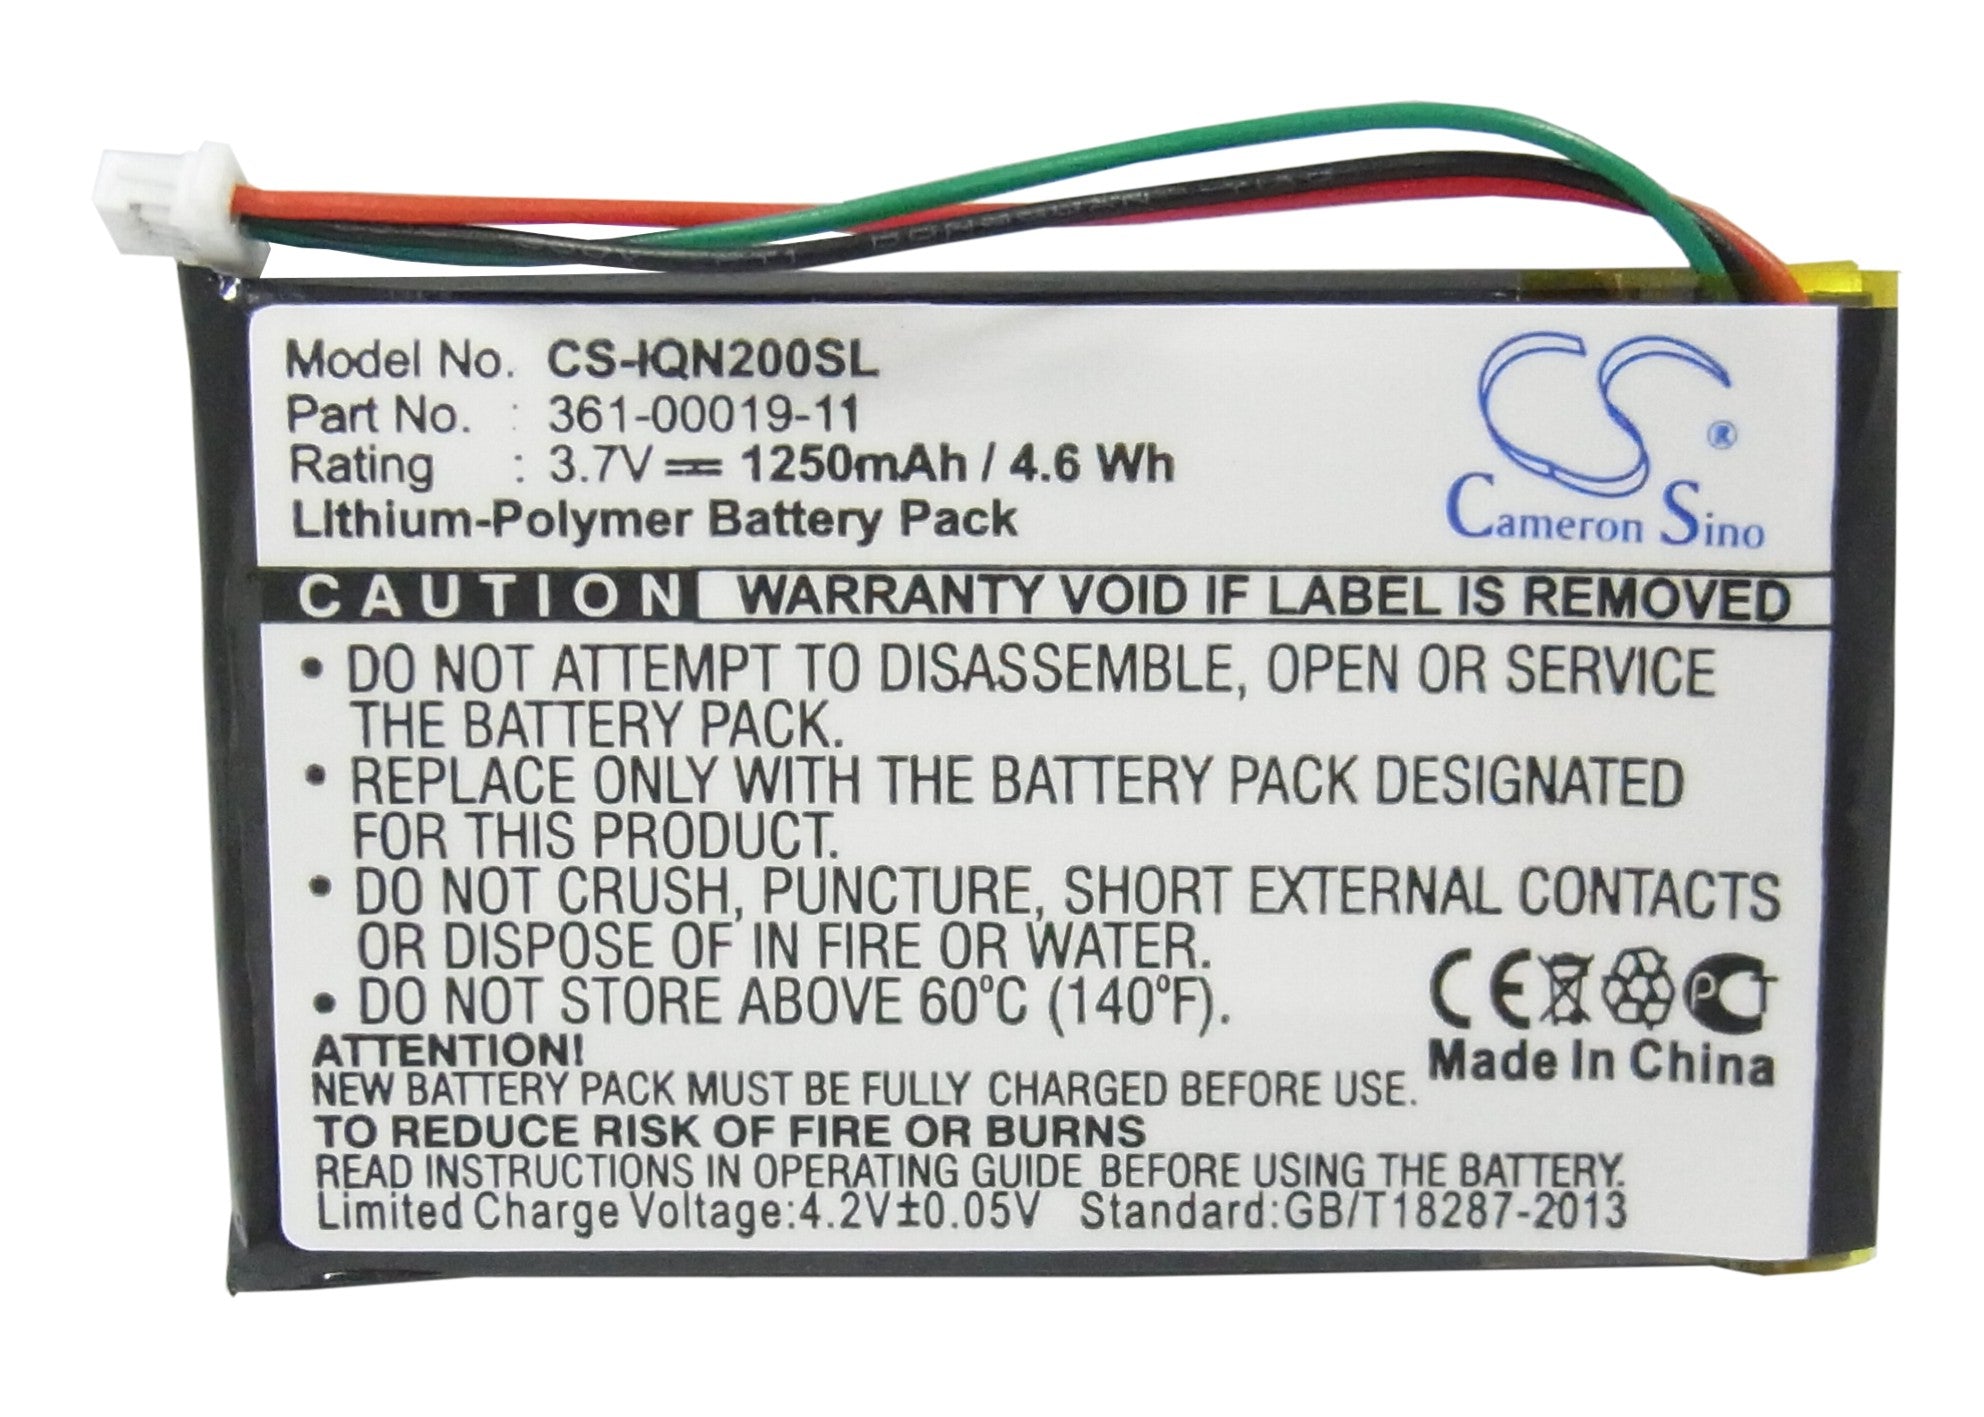 Model No. CS-IQN200SL
Part No. : 361-00019-11
Rating : 3.7V 1250mAh / 4.6 Wh
Lithium-Polymer Battery Pack
CS ®
Cameron Sino
CAUTION WARRANTY VOID IF LABEL IS REMOVED
• DO NOT ATTEMPT TO DISASSEMBLE, OPEN OR SERVICE
THE BATTERY PACK.
• REPLACE ONLY WITH THE BATTERY PACK DESIGNATED
FOR THIS PRODUCT.
• DO NOT CRUSH, PUNCTURE, SHORT EXTERNAL CONTACTS
OR DISPOSE OF IN FIRE OR WATER.
• DO NOT STORE ABOVE 60°C (140°F).
CE PCT
Made In China
ATTENTION!
NEW BATTERY PACK MUST BE FULLY CHARGED BEFORE USE.
TO REDUCE RISK OF FIRE OR BURNS
READ INSTRUCTIONS IN OPERATING GUIDE BEFORE USING THE BATTERY.
Limited Charge Voltage:4.2V±0.05V Standard:GB/T18287-2013